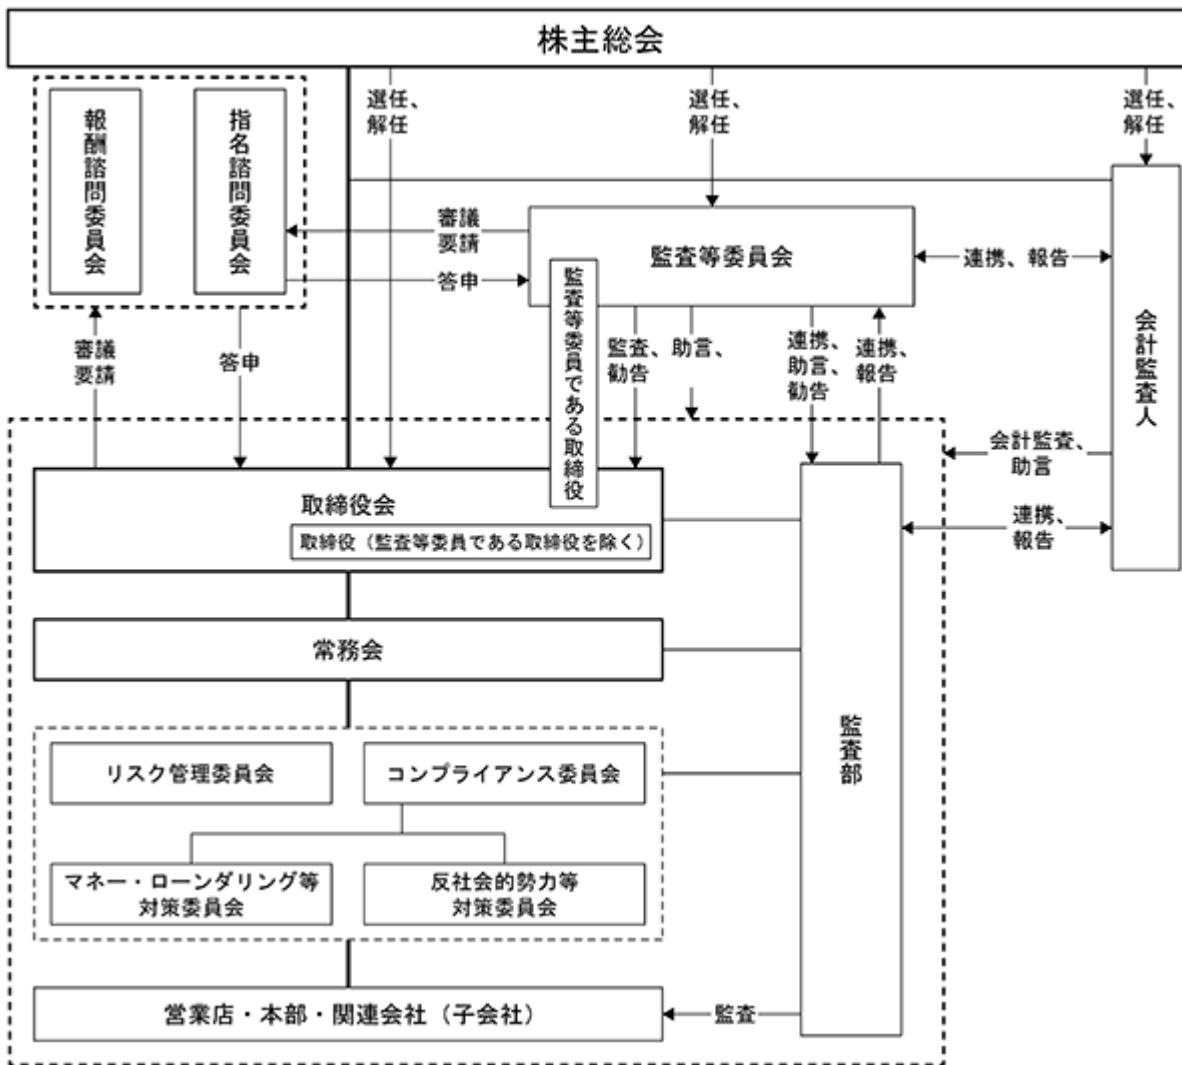 株主総会
選任、
解任
選任、
解任
選任、
解任
報酬諮問委員会
指名諮問委員会
審議
要請
答申
監査等委員会
連携、報告
会計監査人
監査等委員である取締役
審議
要請
答申
監査、
勧告
助言、
連携、
助言、
勧告
連携、
報告
会計監査、
助言
連携、
報告
取締役会
取締役（監査等委員である取締役を除く）
常務会
監査部
リスク管理委員会
コンプライアンス委員会
マネー・ローンダリング等
対策委員会
反社会的勢力等
対策委員会
営業店・本部・関連会社（子会社）
監査